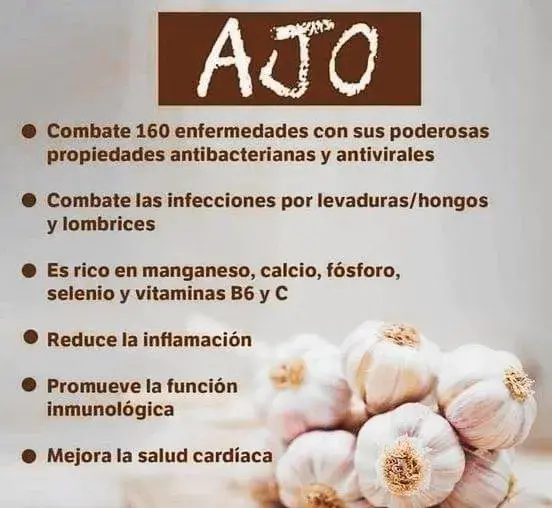 AJO
● Combate 160 enfermedades con sus poderosas
propiedades antibacterianas y antivirales
● Combate las infecciones por levaduras/hongos
y lombrices
● Es rico en manganeso, calcio, fósforo,
selenio y vitaminas B6 y C
● Reduce la inflamación
● Promueve la función
inmunológica
● Mejora la salud cardíaca